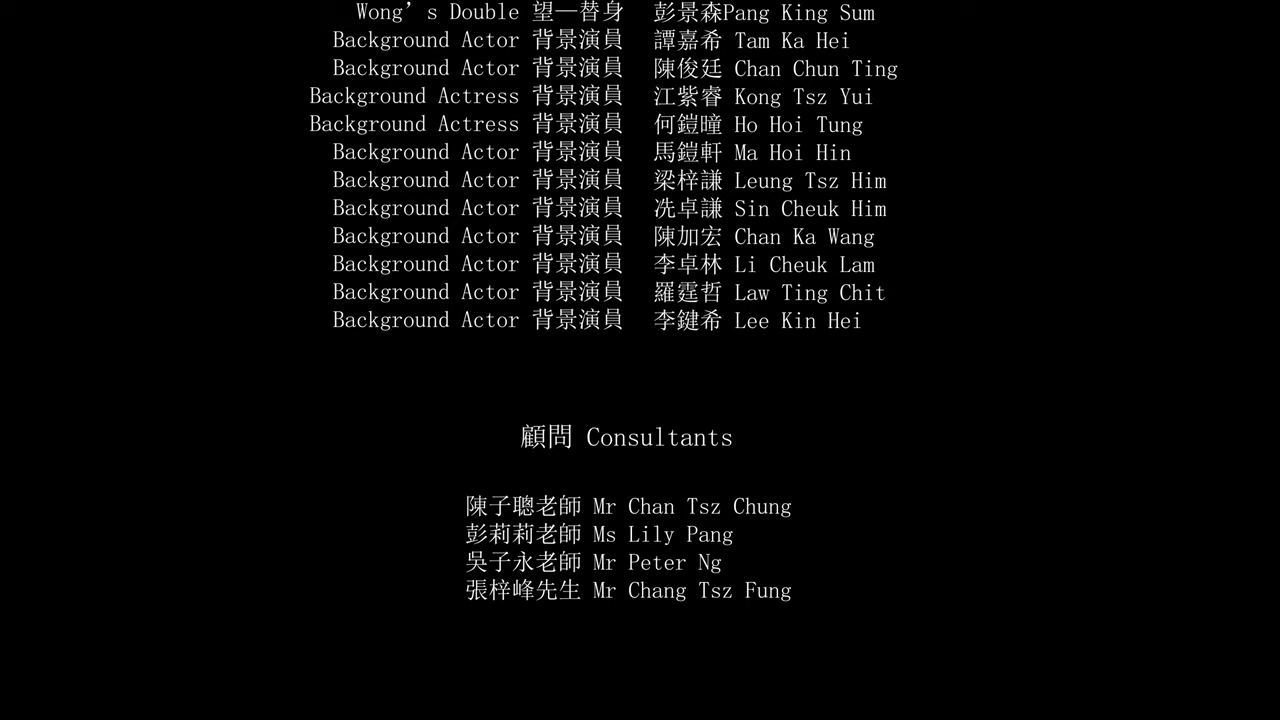 Wong’s Double 望一替身 彭景森Pang King Sum
Background Actor 背景演員 譚嘉希 Tam Ka Hei
Background Actor 背景演員 陳俊廷 Chan Chun Ting
Background Actress 背景演員 江紫睿 Kong Tsz Yui
Background Actress 背景演員 何鎧曈 Ho Hoi Tung
Background Actor 背景演員 馬鎧軒 Ma Hoi Hin
Background Actor 背景演員 梁梓謙 Leung Tsz Him
Background Actor 背景演員 冼卓謙 Sin Cheuk Him
Background Actor 背景演員 陳加宏 Chan Ka Wang
Background Actor 背景演員 李卓林 Li Cheuk Lam
Background Actor 背景演員 羅霆哲 Law Ting Chit
Background Actor 背景演員 李鍵希 Lee Kin Hei
顧問 Consultants
陳子聰老師 Mr Chan Tsz Chung
彭莉莉老師 Ms Lily Pang
吳子永老師 Mr Peter Ng
張梓峰先生 Mr Chang Tsz Fung